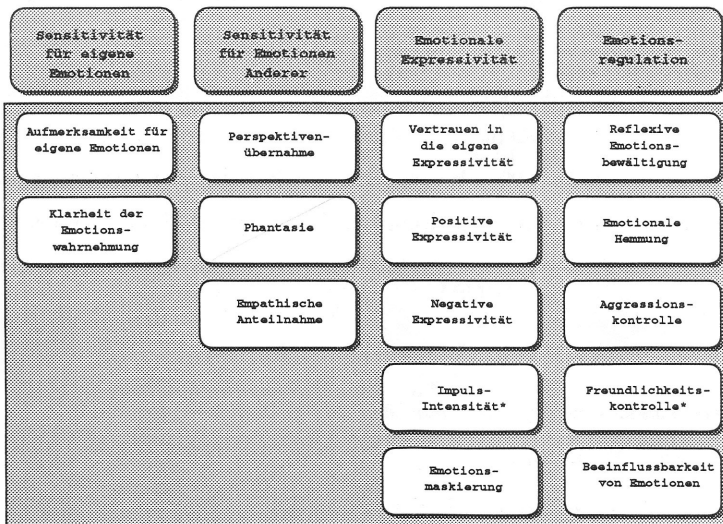 Sensitivität
für eigene
Emotionen
Sensitivität
für Emotionen
Anderer
Emotionale
Expressivität
Emotions-
regulation
Aufmerksamkeit für
eigene Emotionen
Klarheit der
Emotions-
wahrnehmung
Perspektiven-
übernahme
Phantasie
Empathische
Anteilnahme
Vertrauen in
die eigene
Expressivität
Positive
Expressivität
Negative
Expressivität
Impuls-
Intensität*
Emotions-
maskierung
Reflexive
Emotions-
bewältigung
Emotionale
Hemmung
Aggressions-
kontrolle
Freundlichkeits-
kontrolle*
Beeinflussbarkeit
von Emotionen